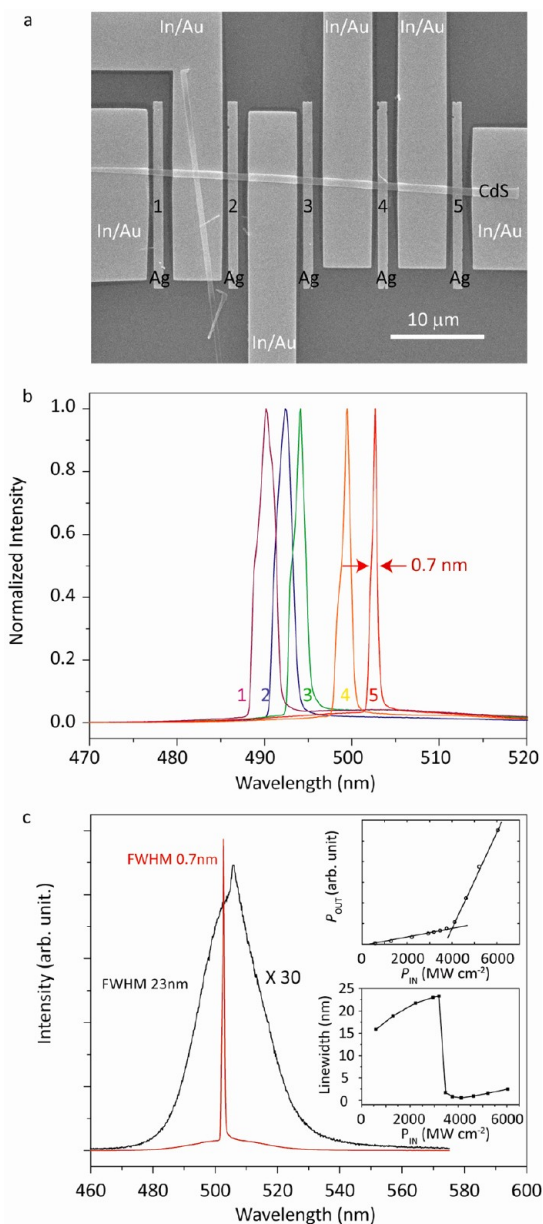 a
In/Au In/Au In/Au
CdS
1 2 3 4 5
In/Au In/Au
Ag Ag Ag Ag Ag
In/Au
10 μm
b
1.0
0.8
0.6
0.4
0.2
0.0
Normalized Intensity
0.7 nm
1 2 3 4 5
470 480 490 500 510 520
Wavelength (nm)
c
Intensity (arb. unit.)
FWHM 0.7nm
FWHM 23nm
X 30
P_OUT (arb. unit)
0 2000 4000 6000
P_IN (MW cm⁻²)
Linewidth (nm)
25
20
15
10
5
0
0 2000 4000 6000
P_IN (MW cm⁻²)
460 480 500 520 540 560 580 600
Wavelength (nm)